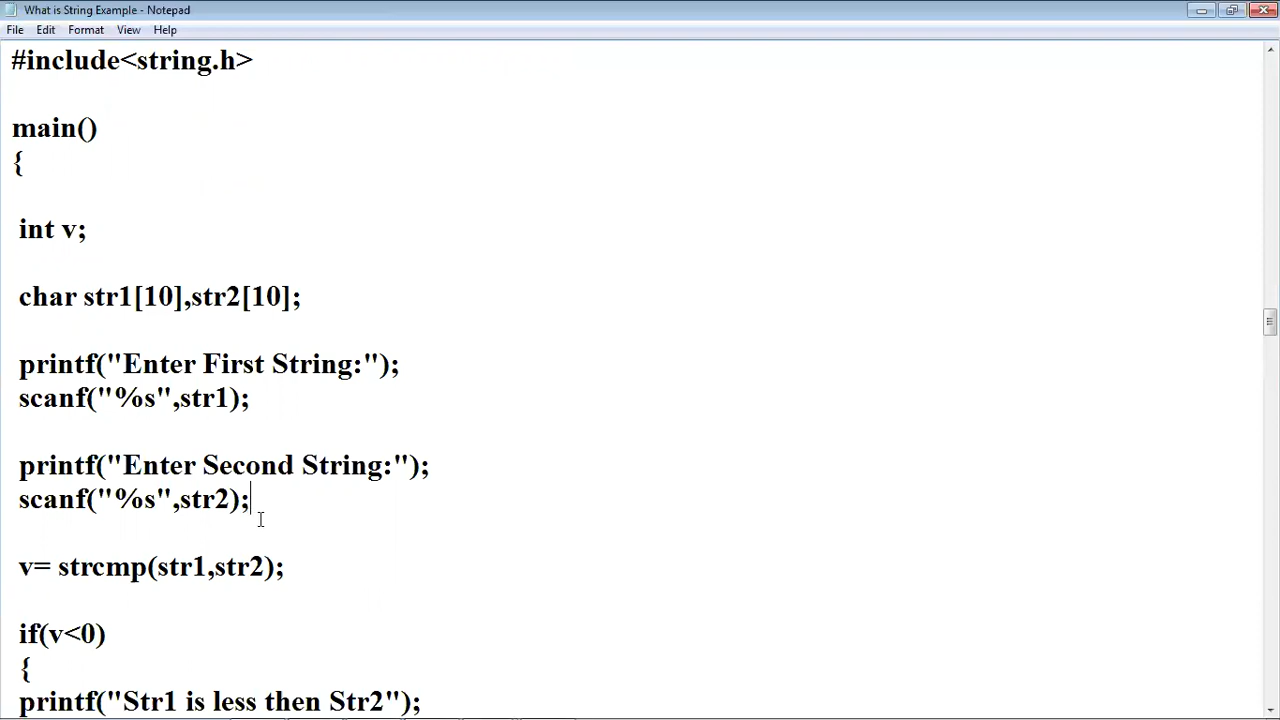 What is String Example - Notepad
File Edit Format View Help
#include<string.h>
main()
{
int v;
char str1[10],str2[10];
printf("Enter First String:");
scanf("%s",str1);
printf("Enter Second String:");
scanf("%s",str2);
v= strcmp(str1,str2);
if(v<0)
{
printf("Str1 is less then Str2");